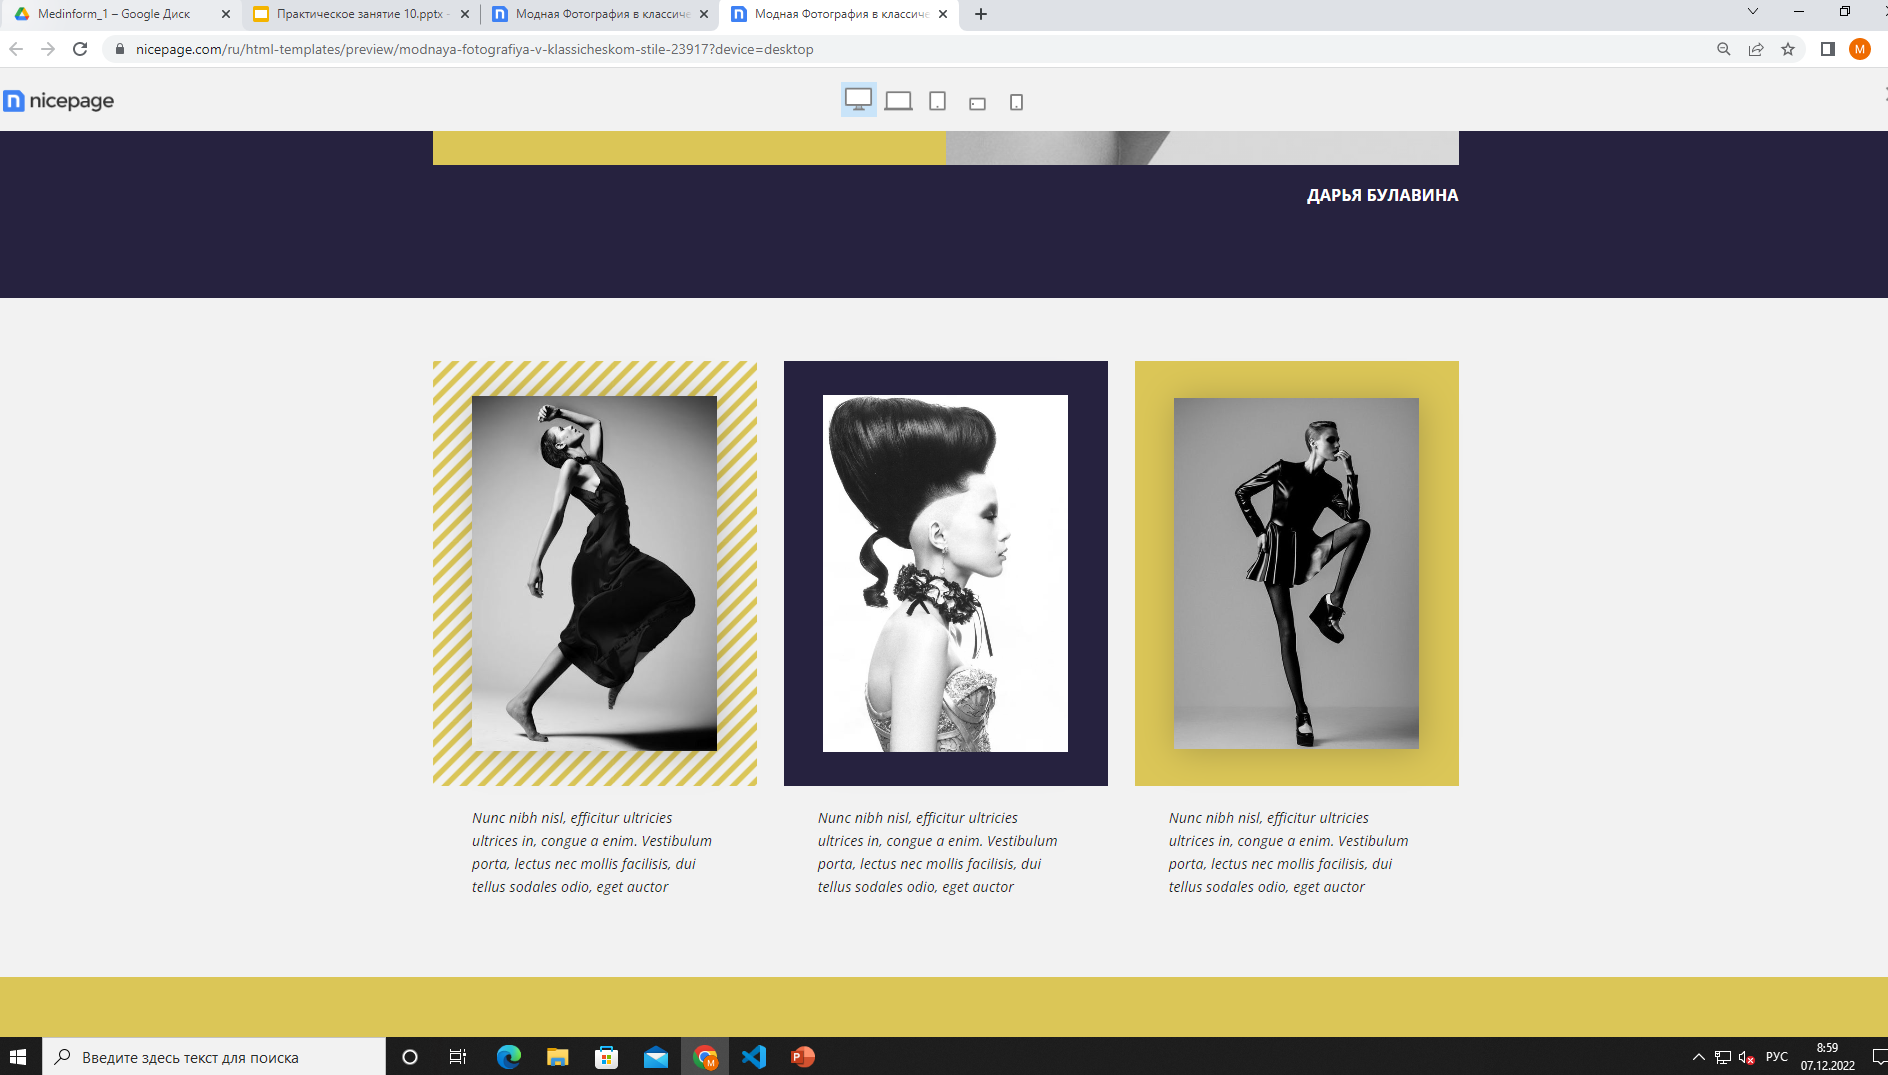 Medinform_1 – Google Диск
Практическое занятие 10.pptx -
Модная Фотография в классиче
Модная Фотография в классиче
nicepage.com/ru/html-templates/preview/modnaya-fotografiya-v-klassicheskom-stile-23917?device=desktop
M
nicepage
ДАРЬЯ БУЛАВИНА
Nunc nibh nisl, efficitur ultricies
ultrices in, congue a enim. Vestibulum
porta, lectus nec mollis facilisis, dui
tellus sodales odio, eget auctor
Nunc nibh nisl, efficitur ultricies
ultrices in, congue a enim. Vestibulum
porta, lectus nec mollis facilisis, dui
tellus sodales odio, eget auctor
Nunc nibh nisl, efficitur ultricies
ultrices in, congue a enim. Vestibulum
porta, lectus nec mollis facilisis, dui
tellus sodales odio, eget auctor
Введите здесь текст для поиска
РУС
8:59
07.12.2022